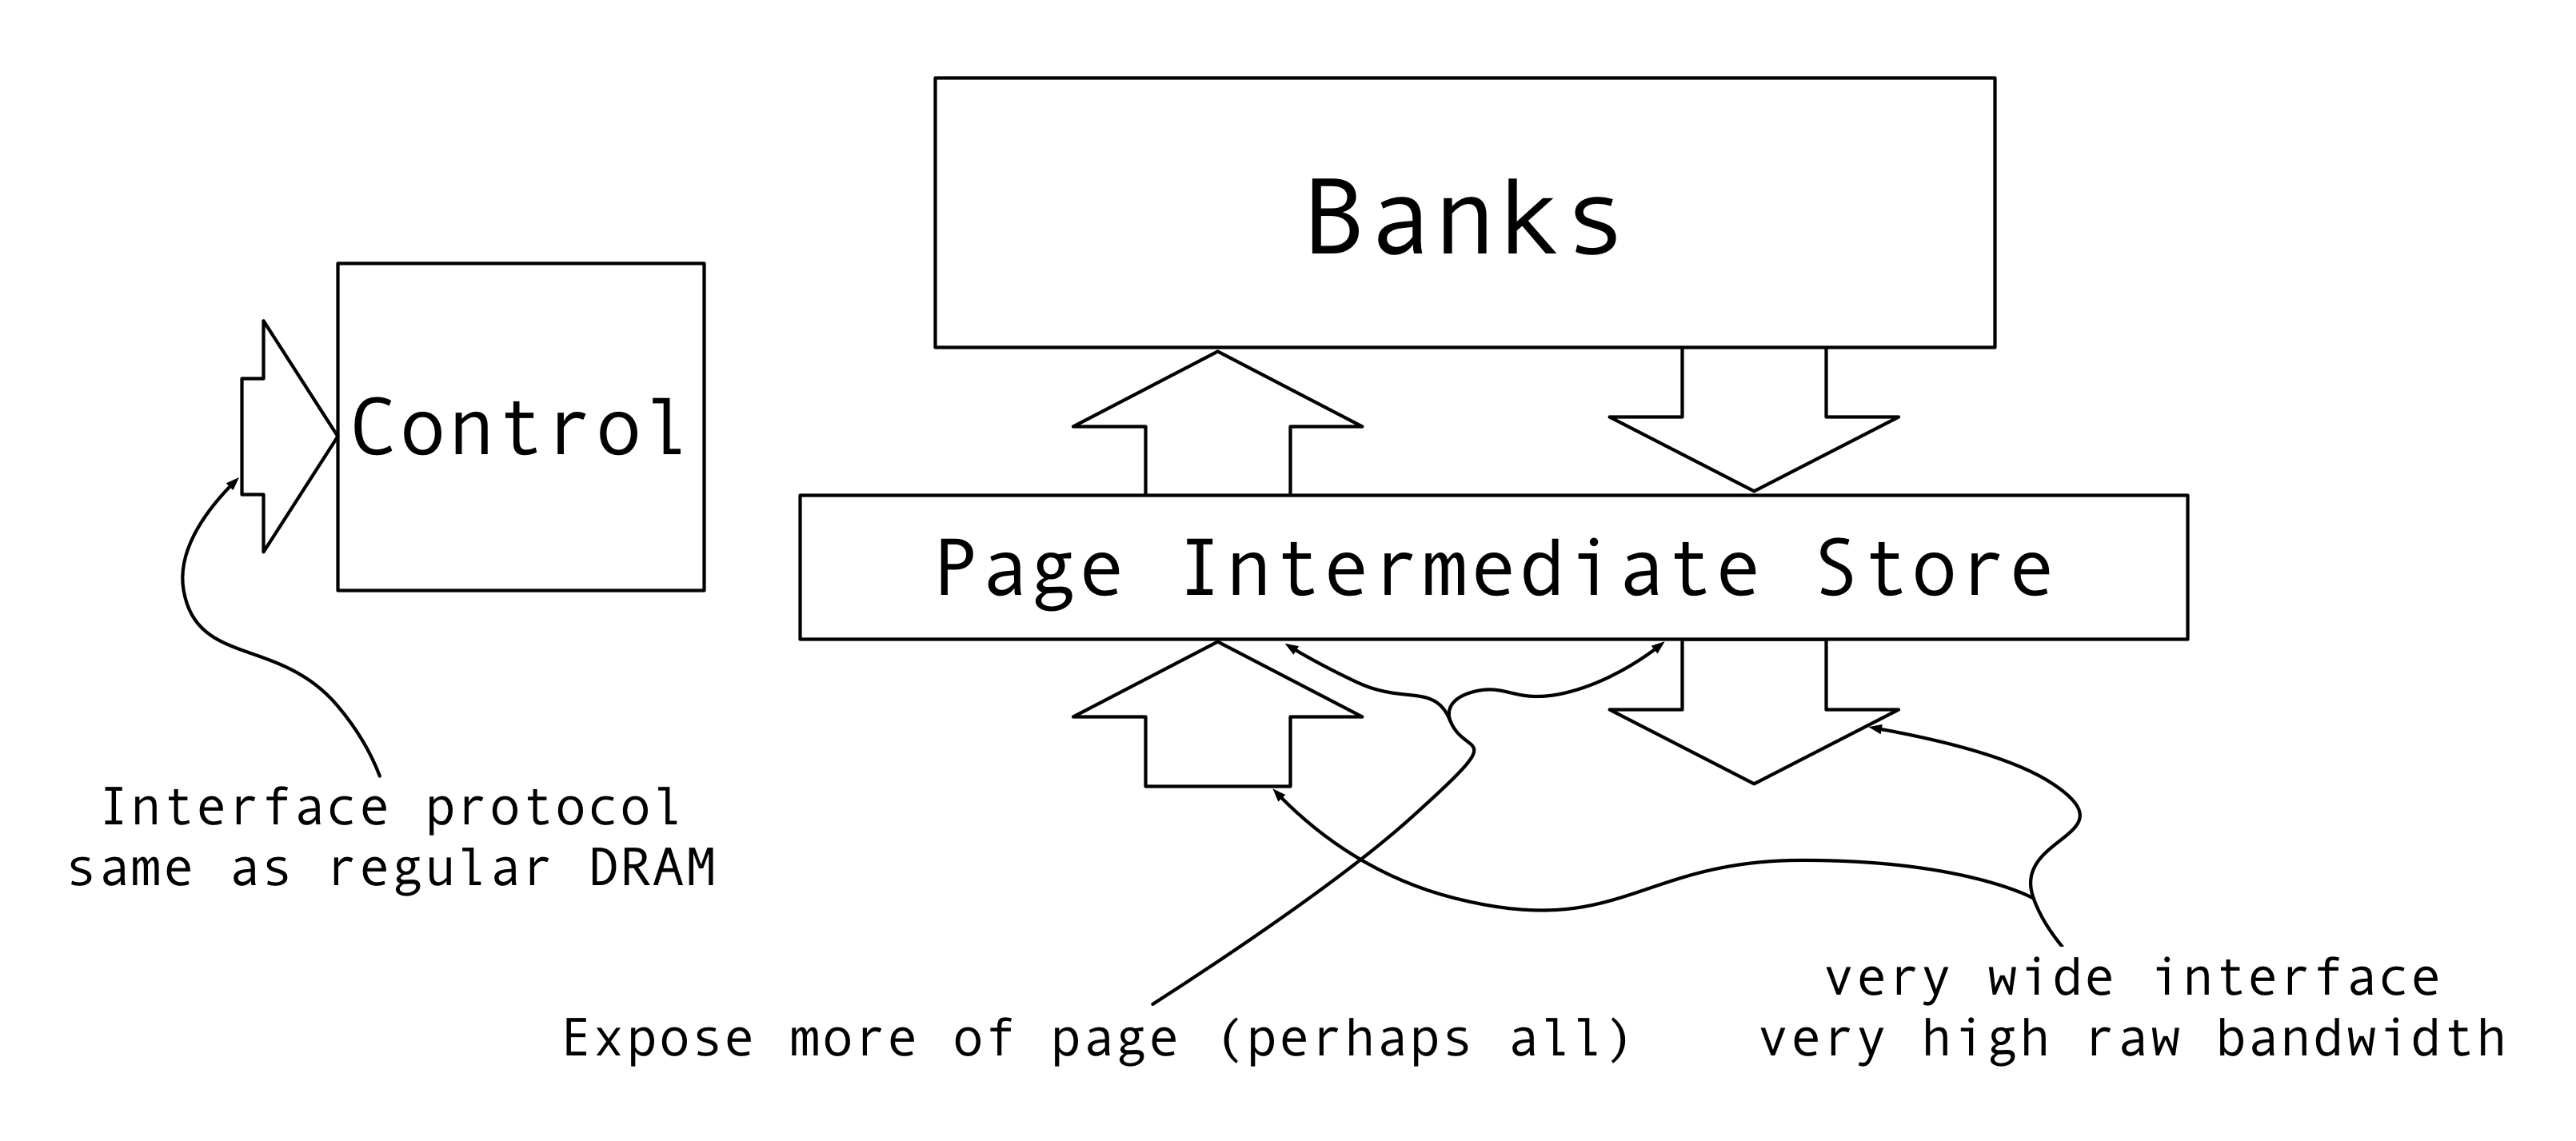 Banks
Control
Page Intermediate Store
Interface protocol
same as regular DRAM
Expose more of page (perhaps all)
very wide interface
very high raw bandwidth